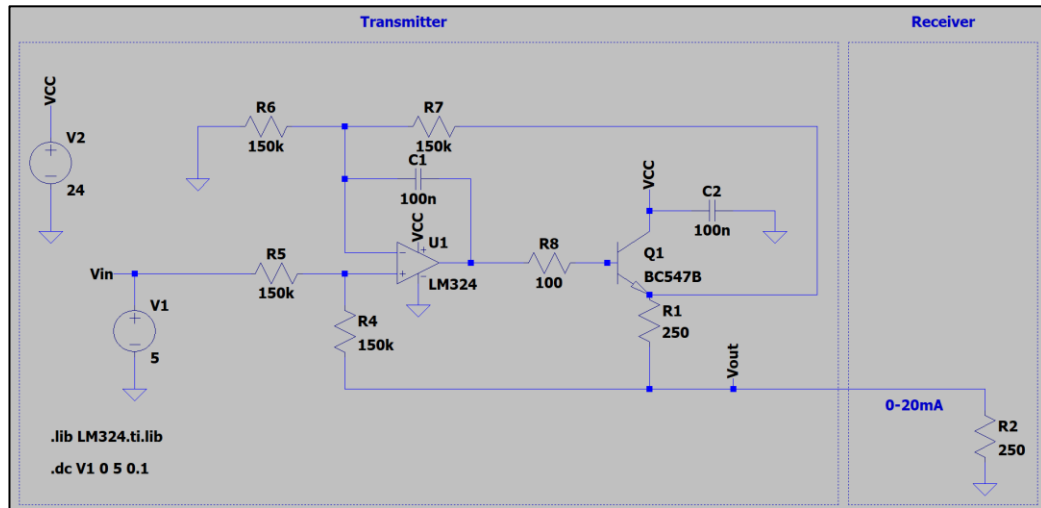 Transmitter
Receiver
VCC
V2
24
R6
150k
R7
150k
C1
100n
VCC
U1
LM324
VCC
C2
100n
R8
100
Q1
BC547B
Vin
R5
150k
V1
5
R4
150k
R1
250
Vout
0-20mA
R2
250
.lib LM324.ti.lib
.dc V1 0 5 0.1